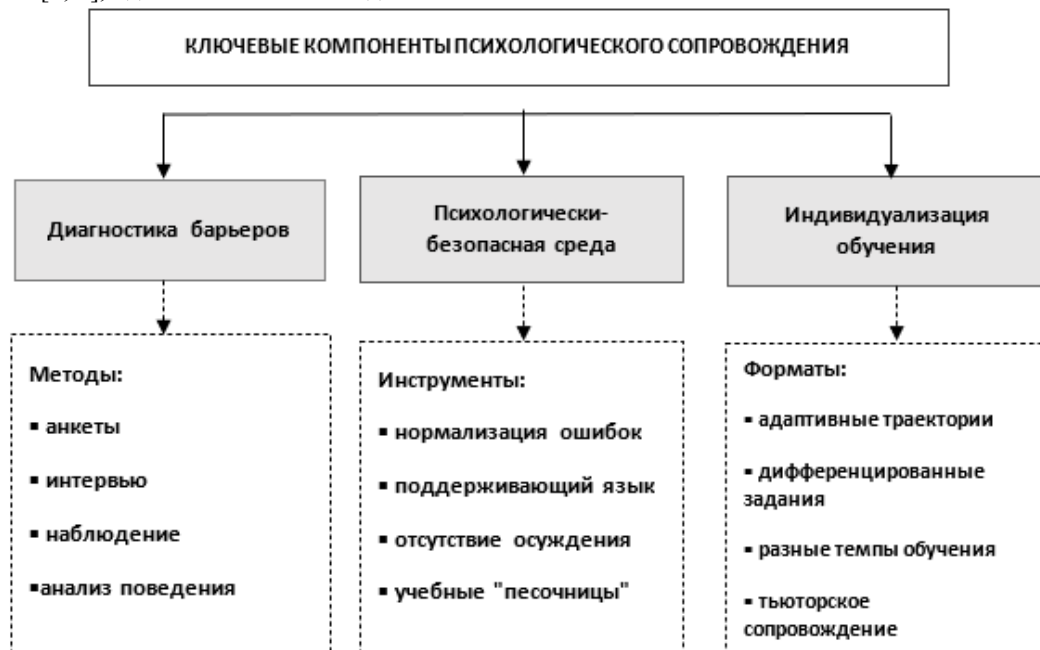 КЛЮЧЕВЫЕ КОМПОНЕНТЫ ПСИХОЛОГИЧЕСКОГО СОПРОВОЖДЕНИЯ
Диагностика барьеров
Психологически-
безопасная среда
Индивидуализация
обучения
Методы:
▪ анкеты
▪ интервью
▪ наблюдение
▪анализ поведения
Инструменты:
▪ нормализация ошибок
▪ поддерживающий язык
▪ отсутствие осуждения
▪ учебные "песочницы"
Форматы:
▪ адаптивные траектории
▪ дифференцированные
задания
▪ разные темпы обучения
▪ тьюторское
сопровождение